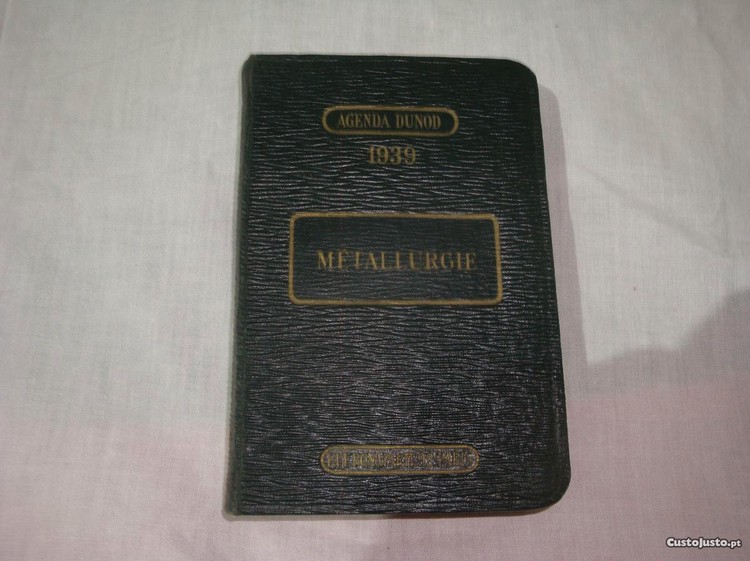 AGENDA DUNOD
1939
MÉTALLURGIE
CustoJusto.pt